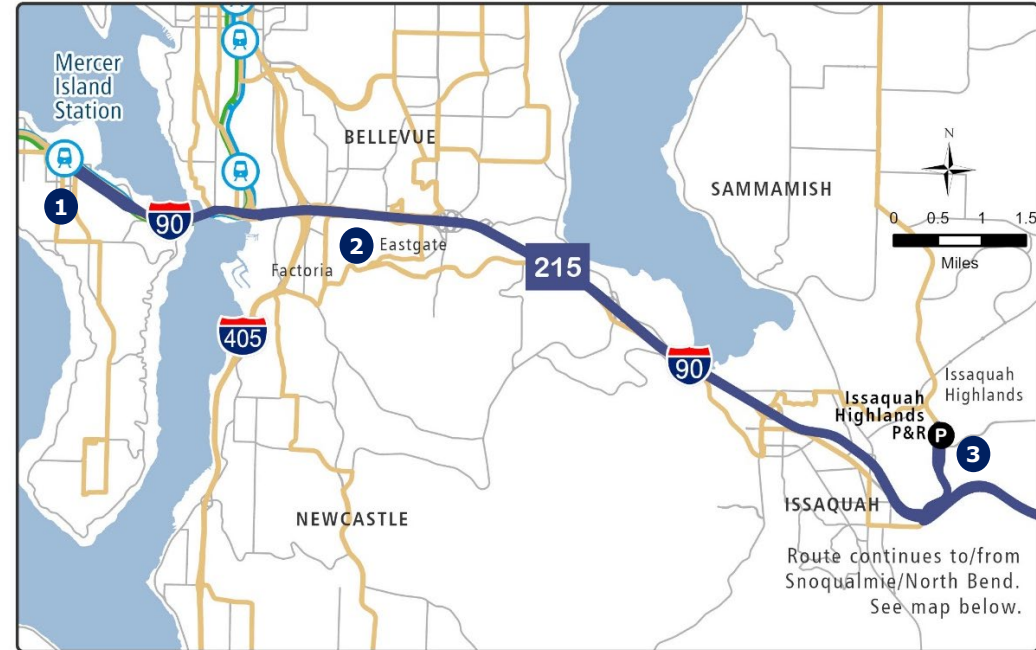 Mercer
Island
Station
BELLEVUE
SAMMAMISH
N
0 0.5 1 1.5
Miles
1
90
2
Eastgate
Factoria
215
405
90
Issaquah
Highlands
Issaquah
Highlands
P&R
P
3
ISSAQUAH
NEWCASTLE
Route continues to/from
Snoqualmie/North Bend.
See map below.